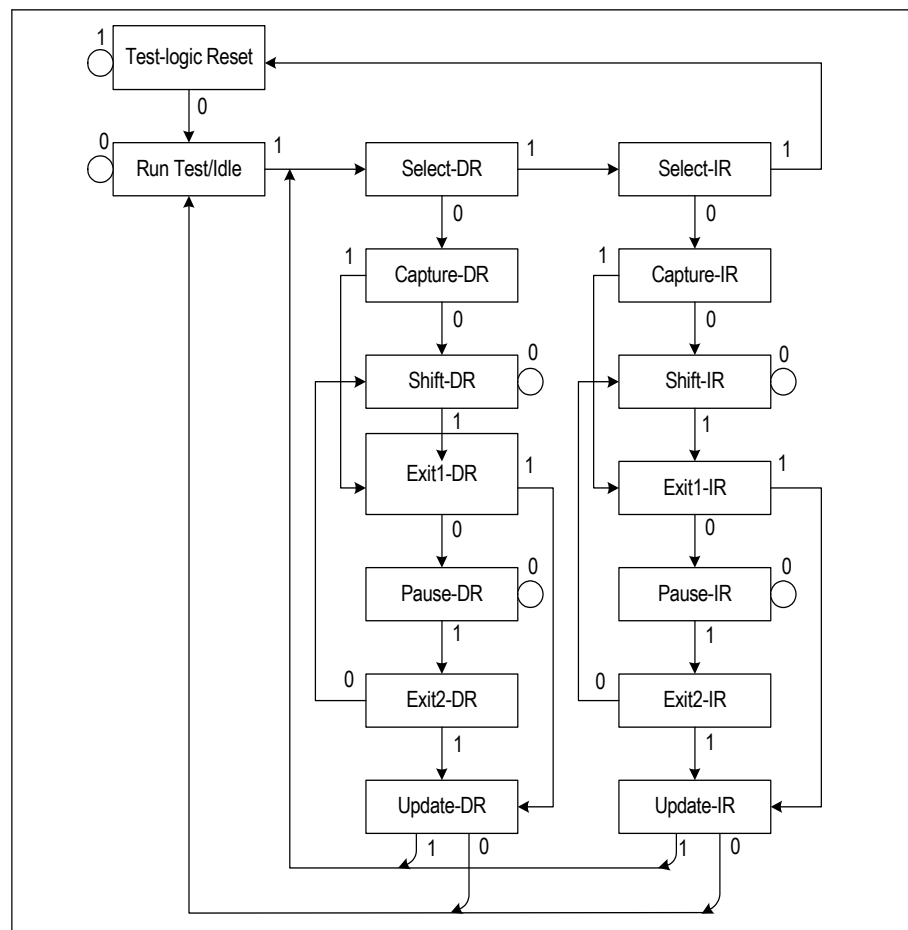 1
Test-logic Reset
0
0
Run Test/Idle
1
Select-DR
1
Select-IR
1
0
0
1
Capture-DR
1
Capture-IR
0
0
Shift-DR
0
Shift-IR
0
1
1
Exit1-DR
1
Exit1-IR
1
0
0
Pause-DR
0
Pause-IR
0
1
1
0
Exit2-DR
0
Exit2-IR
1
1
Update-DR
Update-IR
1
0
1
0